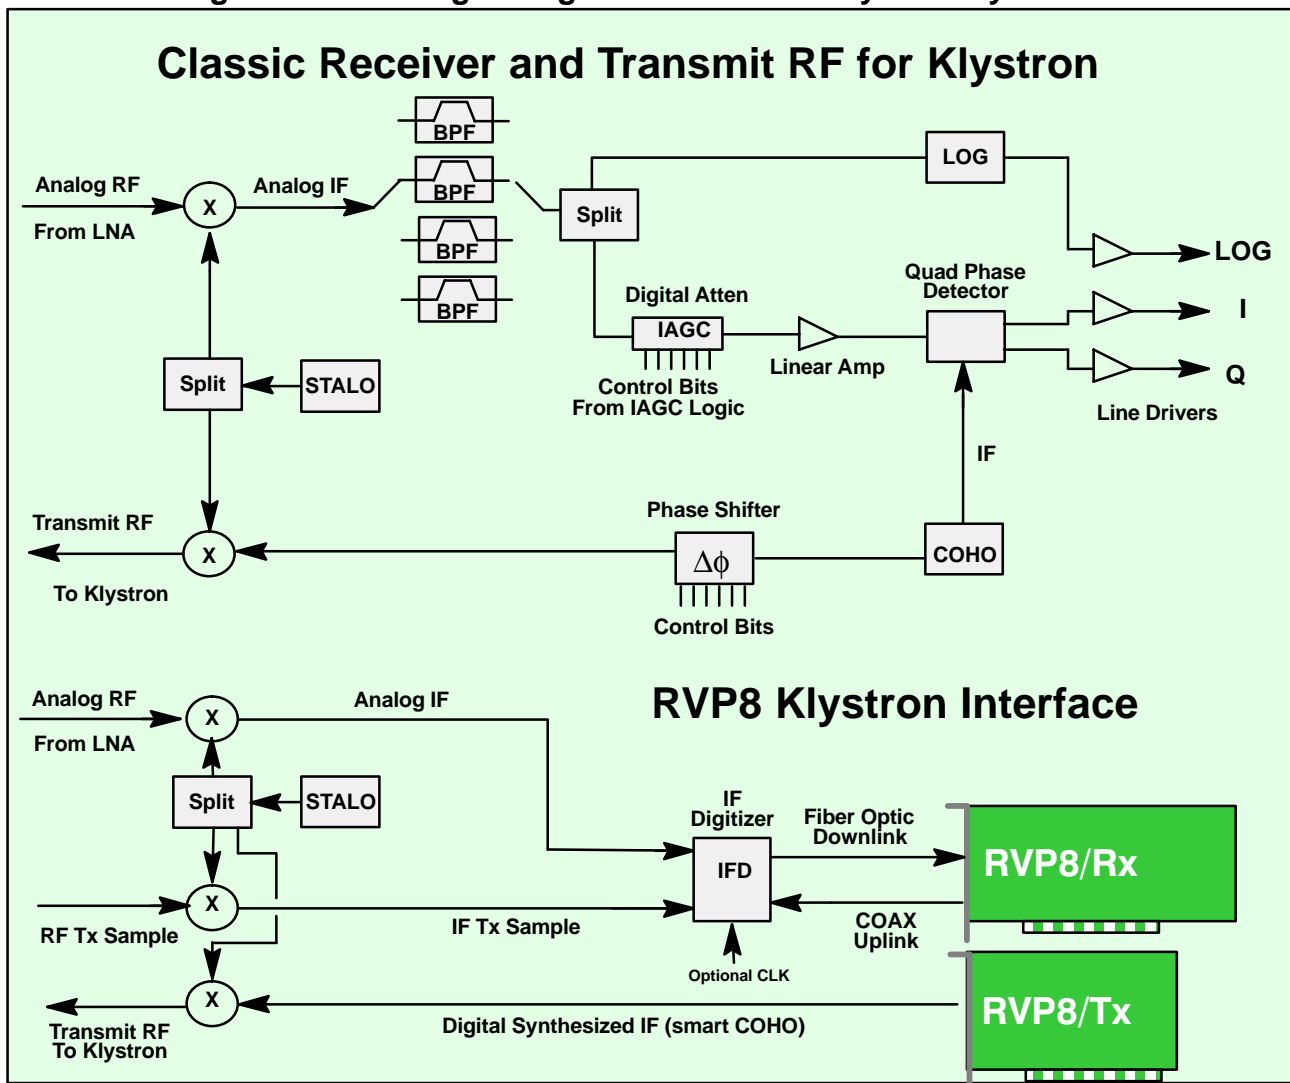 Classic Receiver and Transmit RF for Klystron
BPF
Analog RF
From LNA
X
Analog IF
BPF
BPF
BPF
Split
LOG
LOG
Digital Atten
IAGC
Control Bits
From IAGC Logic
Linear Amp
Quad Phase
Detector
I
Q
Line Drivers
Split
STALO
IF
Transmit RF
To Klystron
X
Phase Shifter
Δϕ
Control Bits
COHO
RVP8 Klystron Interface
Analog RF
From LNA
X
Analog IF
Split
STALO
IF
Digitizer
IFD
Fiber Optic
Downlink
RVP8/Rx
RF Tx Sample
X
IF Tx Sample
COAX
Uplink
Optional CLK
X
Transmit RF
To Klystron
Digital Synthesized IF (smart COHO)
RVP8/Tx